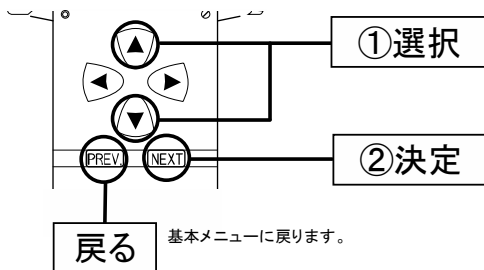 ①選択
PREV.
NEXT
②決定
戻る
基本メニューに戻ります。